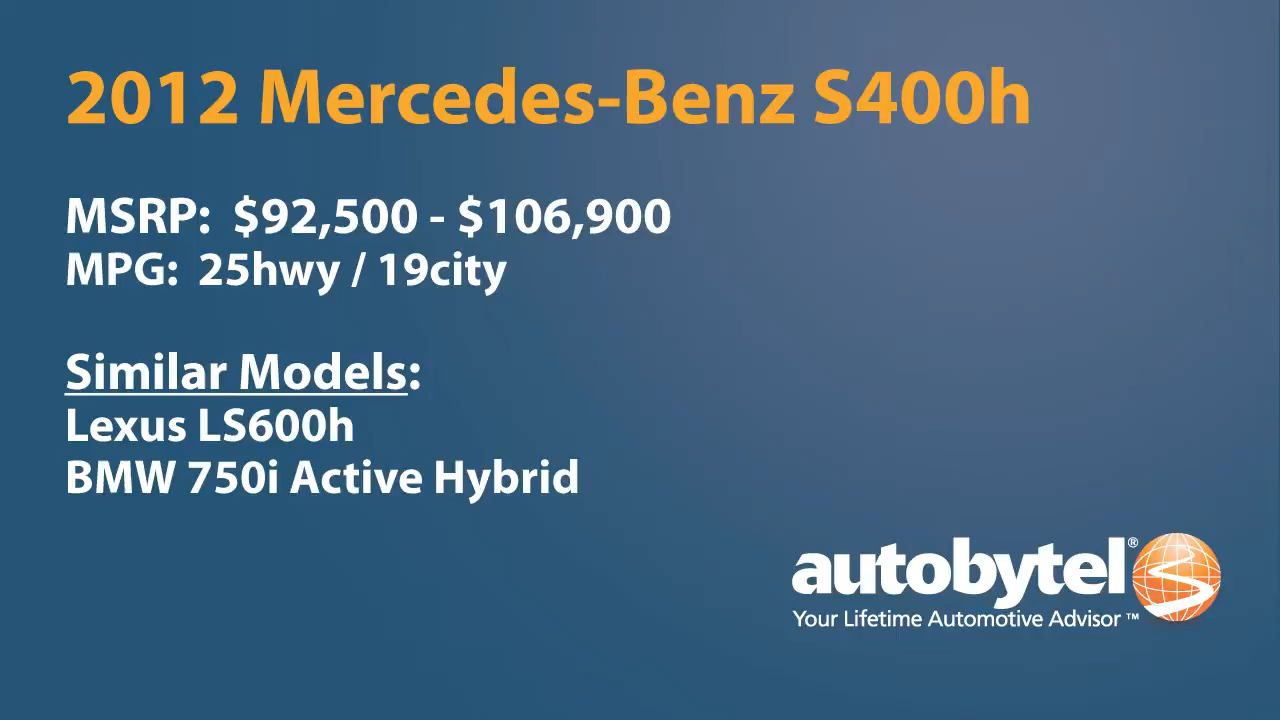 2012 Mercedes-Benz S400h
MSRP: $92,500 - $106,900
MPG: 25hwy / 19city
Similar Models:
Lexus LS600h
BMW 750i Active Hybrid
autobytel®
Your Lifetime Automotive Advisor™